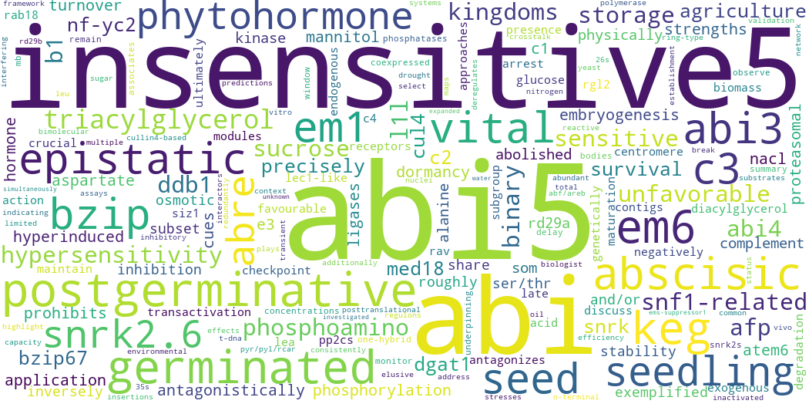 rab18 turnover phytohormone kingdoms storage polymerase agriculture systems
nf-yc2 kinase mannitol phosphatases presence crosstalk physically strengths ring-type validation
insensitive5
rd29b b1 remain interfering mbf sugar associates ultimately window endogenous coexpressed drought select approaches c1 arrest glucose nitrogen 26s yeast rgl2 deregulates observe biomass establishment network
leu predictions vitro bimolecular cullin4-based
triacylglycerol em1 c4 l1l cul4 vital expanded embryogenesis reactive abi3
hormone crucial multiple modules sucrose receptors c2 abolished sensitive bodies centromere break nacl proteasomal
epistatic precisely lec1-like dormancy nuclei water survival c3 summary substrates
simultaneously aspartate ddb1 abre interactors redundantly context unknown abi5 alanine subgroup binary abundant total abf/areb unfavorable
action indicating limited bzip osmotic siz1 cues favourable e3 ligases rd29a delay genetically maturation contigs diacylglycerol
hyperinduced subset inhibitory plays transient rav em6 abi4
hypersensitivity inhibition checkpoint additionally med18 share som biologist negatively complement
maintain roughly ser/thr abscisic status
postgerminative abi late and/or snf1-related
prohibits transactivation concentrations posttranslational investigated regulons underpinning oil acid discuss ems-suppressor1 common vivo
highlight snrk2.6 phosphoamino one-hybrid snrk keg afp
capacity effects t-dna lea pp2cs consistently pyr/pyl/rcar dgat1 antagonizes efficiency stability snrk2s atem6 degradation
bzip67 environmental germinated monitor elusive address seed seedling
application antagonistically stresses exogenous
inversely 35s insertions phosphorylation n-terminal exemplified inactivated